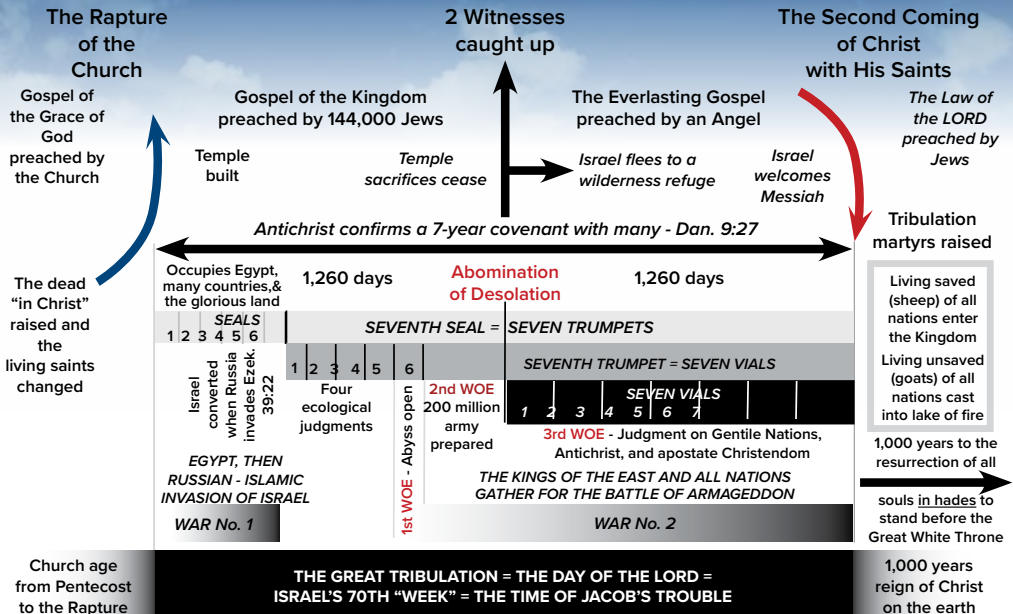 The Rapture
of the
Church
2 Witnesses
caught up
The Second Coming
of Christ
with His Saints
Gospel of
the Grace of
God
preached by
the Church
Gospel of the Kingdom
preached by 144,000 Jews
The Everlasting Gospel
preached by an Angel
The Law of
the LORD
preached by
Jews
Temple
built
Temple
sacrifices cease
Israel flees to a
wilderness refuge
Israel
welcomes
Messiah
Antichrist confirms a 7-year covenant with many - Dan. 9:27
Tribulation
martyrs raised
The dead
“in Christ”
raised and
the
living saints
changed
Occupies Egypt,
many countries,&
the glorious land
1,260 days
Abomination
of Desolation
1,260 days
Living saved
(sheep) of all
nations enter
the Kingdom
Living unsaved
(goats) of all
nations cast
into lake of fire
SEALS
1 2 3 4 5 6
SEVENTH SEAL = SEVEN TRUMPETS
1 2 3 4 5 6
SEVENTH TRUMPET = SEVEN VIALS
SEVEN VIALS
1 2 3 4 5 6 7
Israel
converted
when Russia
invades Ezek.
39:22
Four
ecological
judgments
1st WOE - Abyss open
2nd WOE
200 million
army
prepared
3rd WOE - Judgment on Gentile Nations,
Antichrist, and apostate Christendom
EGYPT, THEN
RUSSIAN - ISLAMIC
INVASION OF ISRAEL
THE KINGS OF THE EAST AND ALL NATIONS
GATHER FOR THE BATTLE OF ARMAGEDDON
WAR No. 1
WAR No. 2
1,000 years to the
resurrection of all
souls in hades to
stand before the
Great White Throne
Church age
from Pentecost
to the Rapture
THE GREAT TRIBULATION = THE DAY OF THE LORD =
ISRAEL’S 70TH “WEEK” = THE TIME OF JACOB’S TROUBLE
1,000 years
reign of Christ
on the earth